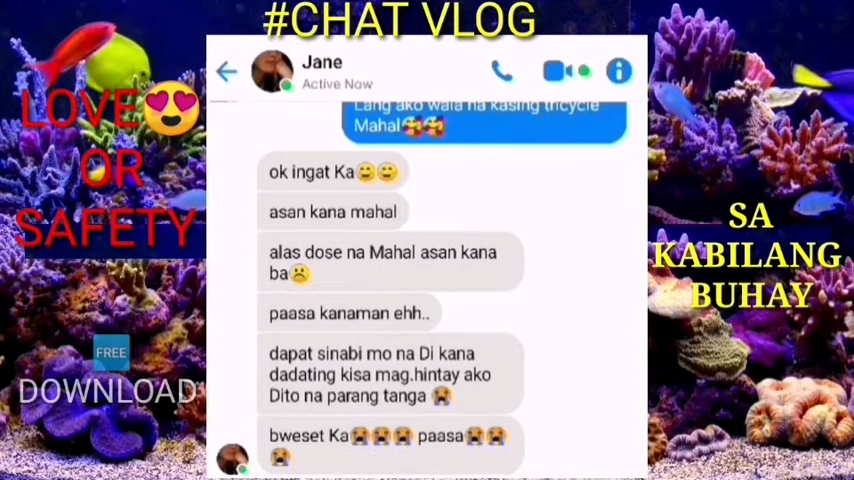 #CHAT VLOG
Jane
Active Now
Lang ako wala na kasing tricycle
Mahal🥰🥰
ok ingat Ka😄😄
asan kana mahal
alas dose na Mahal asan kana
ba☹️
paasa kanaman ehh..
dapat sinabi mo na Di kana
dadating kisa mag.hintay ako
Dito na parang tanga 😭
bweset Ka😭😭😭 paasa😭😭
😭
LOVE😍
OR
SAFETY
FREE
DOWNLOAD
SA
KABILANG
BUHAY